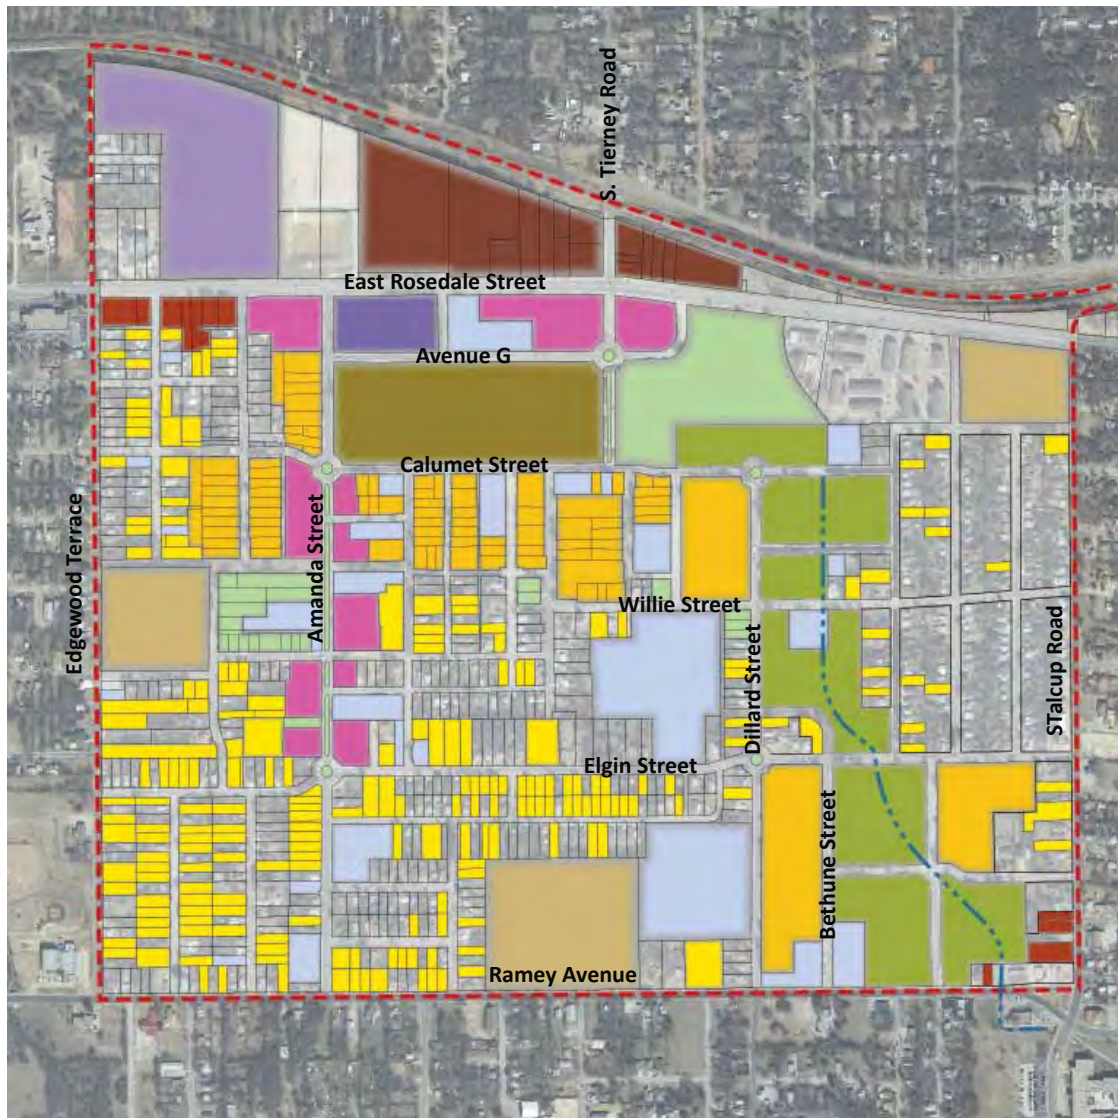 S. Tierney Road
East Rosedale Street
Avenue G
Calumet Street
Edgewood Terrace
Amanda Street
Willie Street
Dillard Street
STalcup Road
Elgin Street
Bethune Street
Ramey Avenue